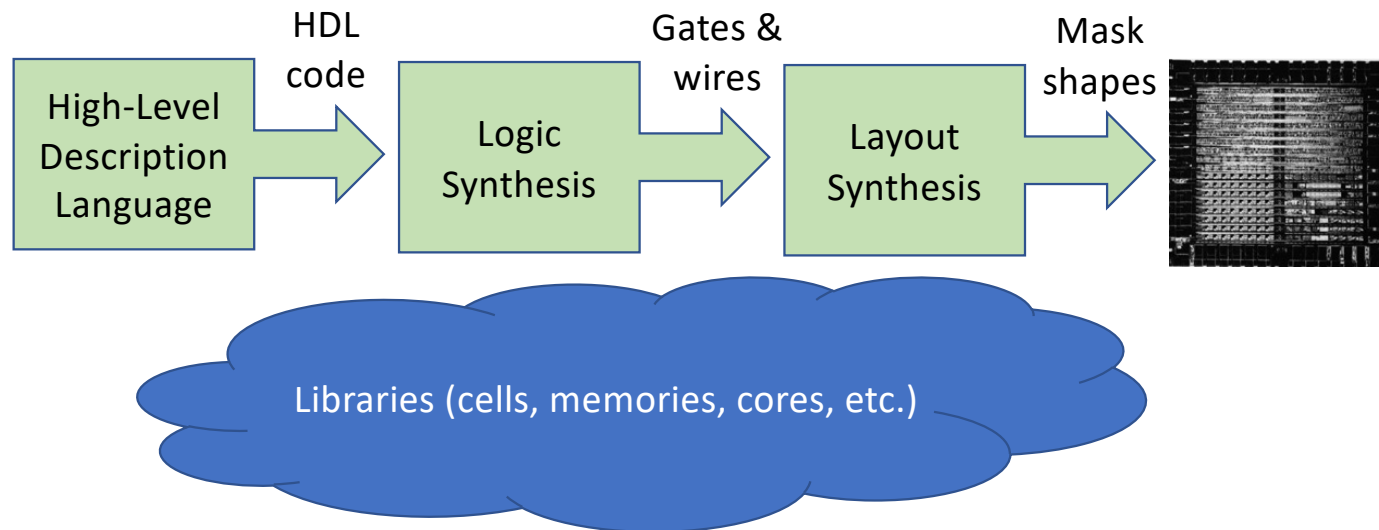 HDL
code
Gates &
wires
Mask
shapes
High-Level
Description
Language
Logic
Synthesis
Layout
Synthesis
Libraries (cells, memories, cores, etc.)